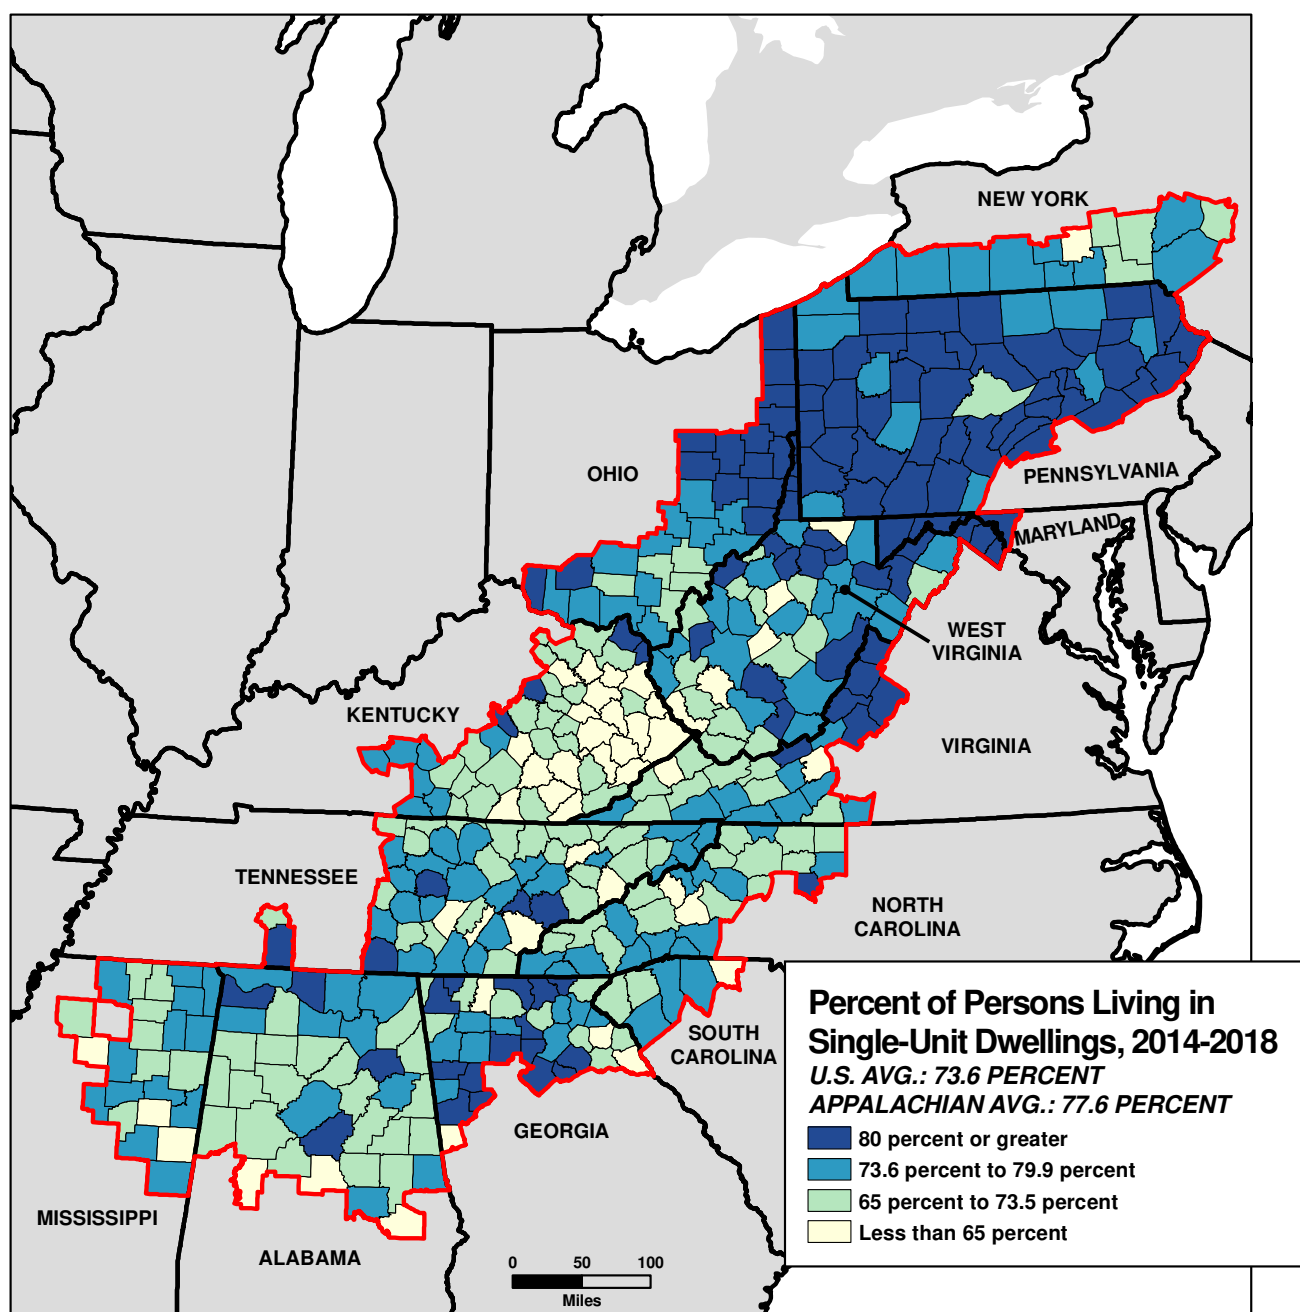 NEW YORK
OHIO
PENNSYLVANIA
MARYLAND
WEST
VIRGINIA
KENTUCKY
VIRGINIA
TENNESSEE
NORTH
CAROLINA
SOUTH
CAROLINA
GEORGIA
MISSISSIPPI
ALABAMA
Percent of Persons Living in
Single-Unit Dwellings, 2014-2018
U.S. AVG.: 73.6 PERCENT
APPALACHIAN AVG.: 77.6 PERCENT
80 percent or greater
73.6 percent to 79.9 percent
65 percent to 73.5 percent
Less than 65 percent
0 50 100
Miles